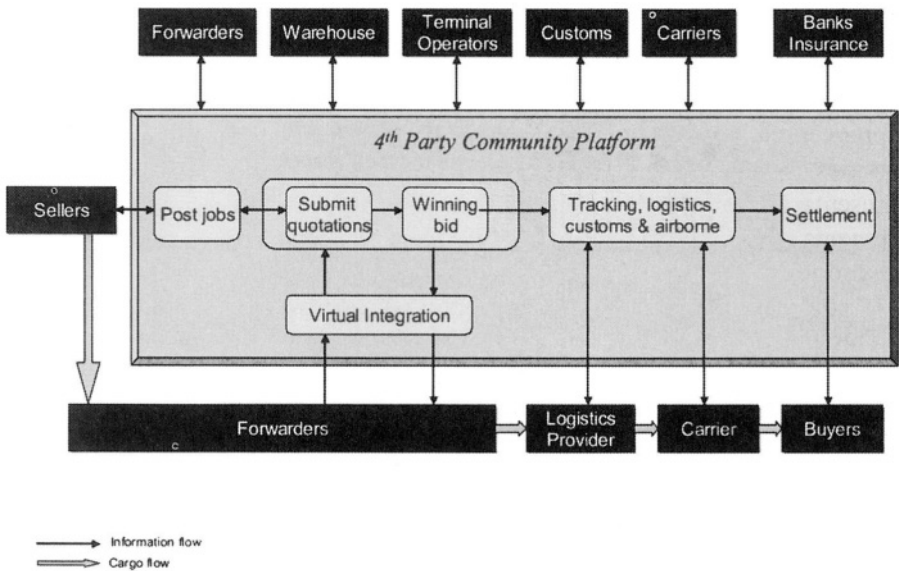 Forwarders
Warehouse
Terminal
Operators
Customs
Carriers
Banks
Insurance
4th Party Community Platform
Sellers
Post jobs
Submit
quotations
Winning
bid
Tracking, logistics,
customs & airborne
Settlement
Virtual Integration
Forwarders
Logistics
Provider
Carrier
Buyers
Information flow
Cargo flow